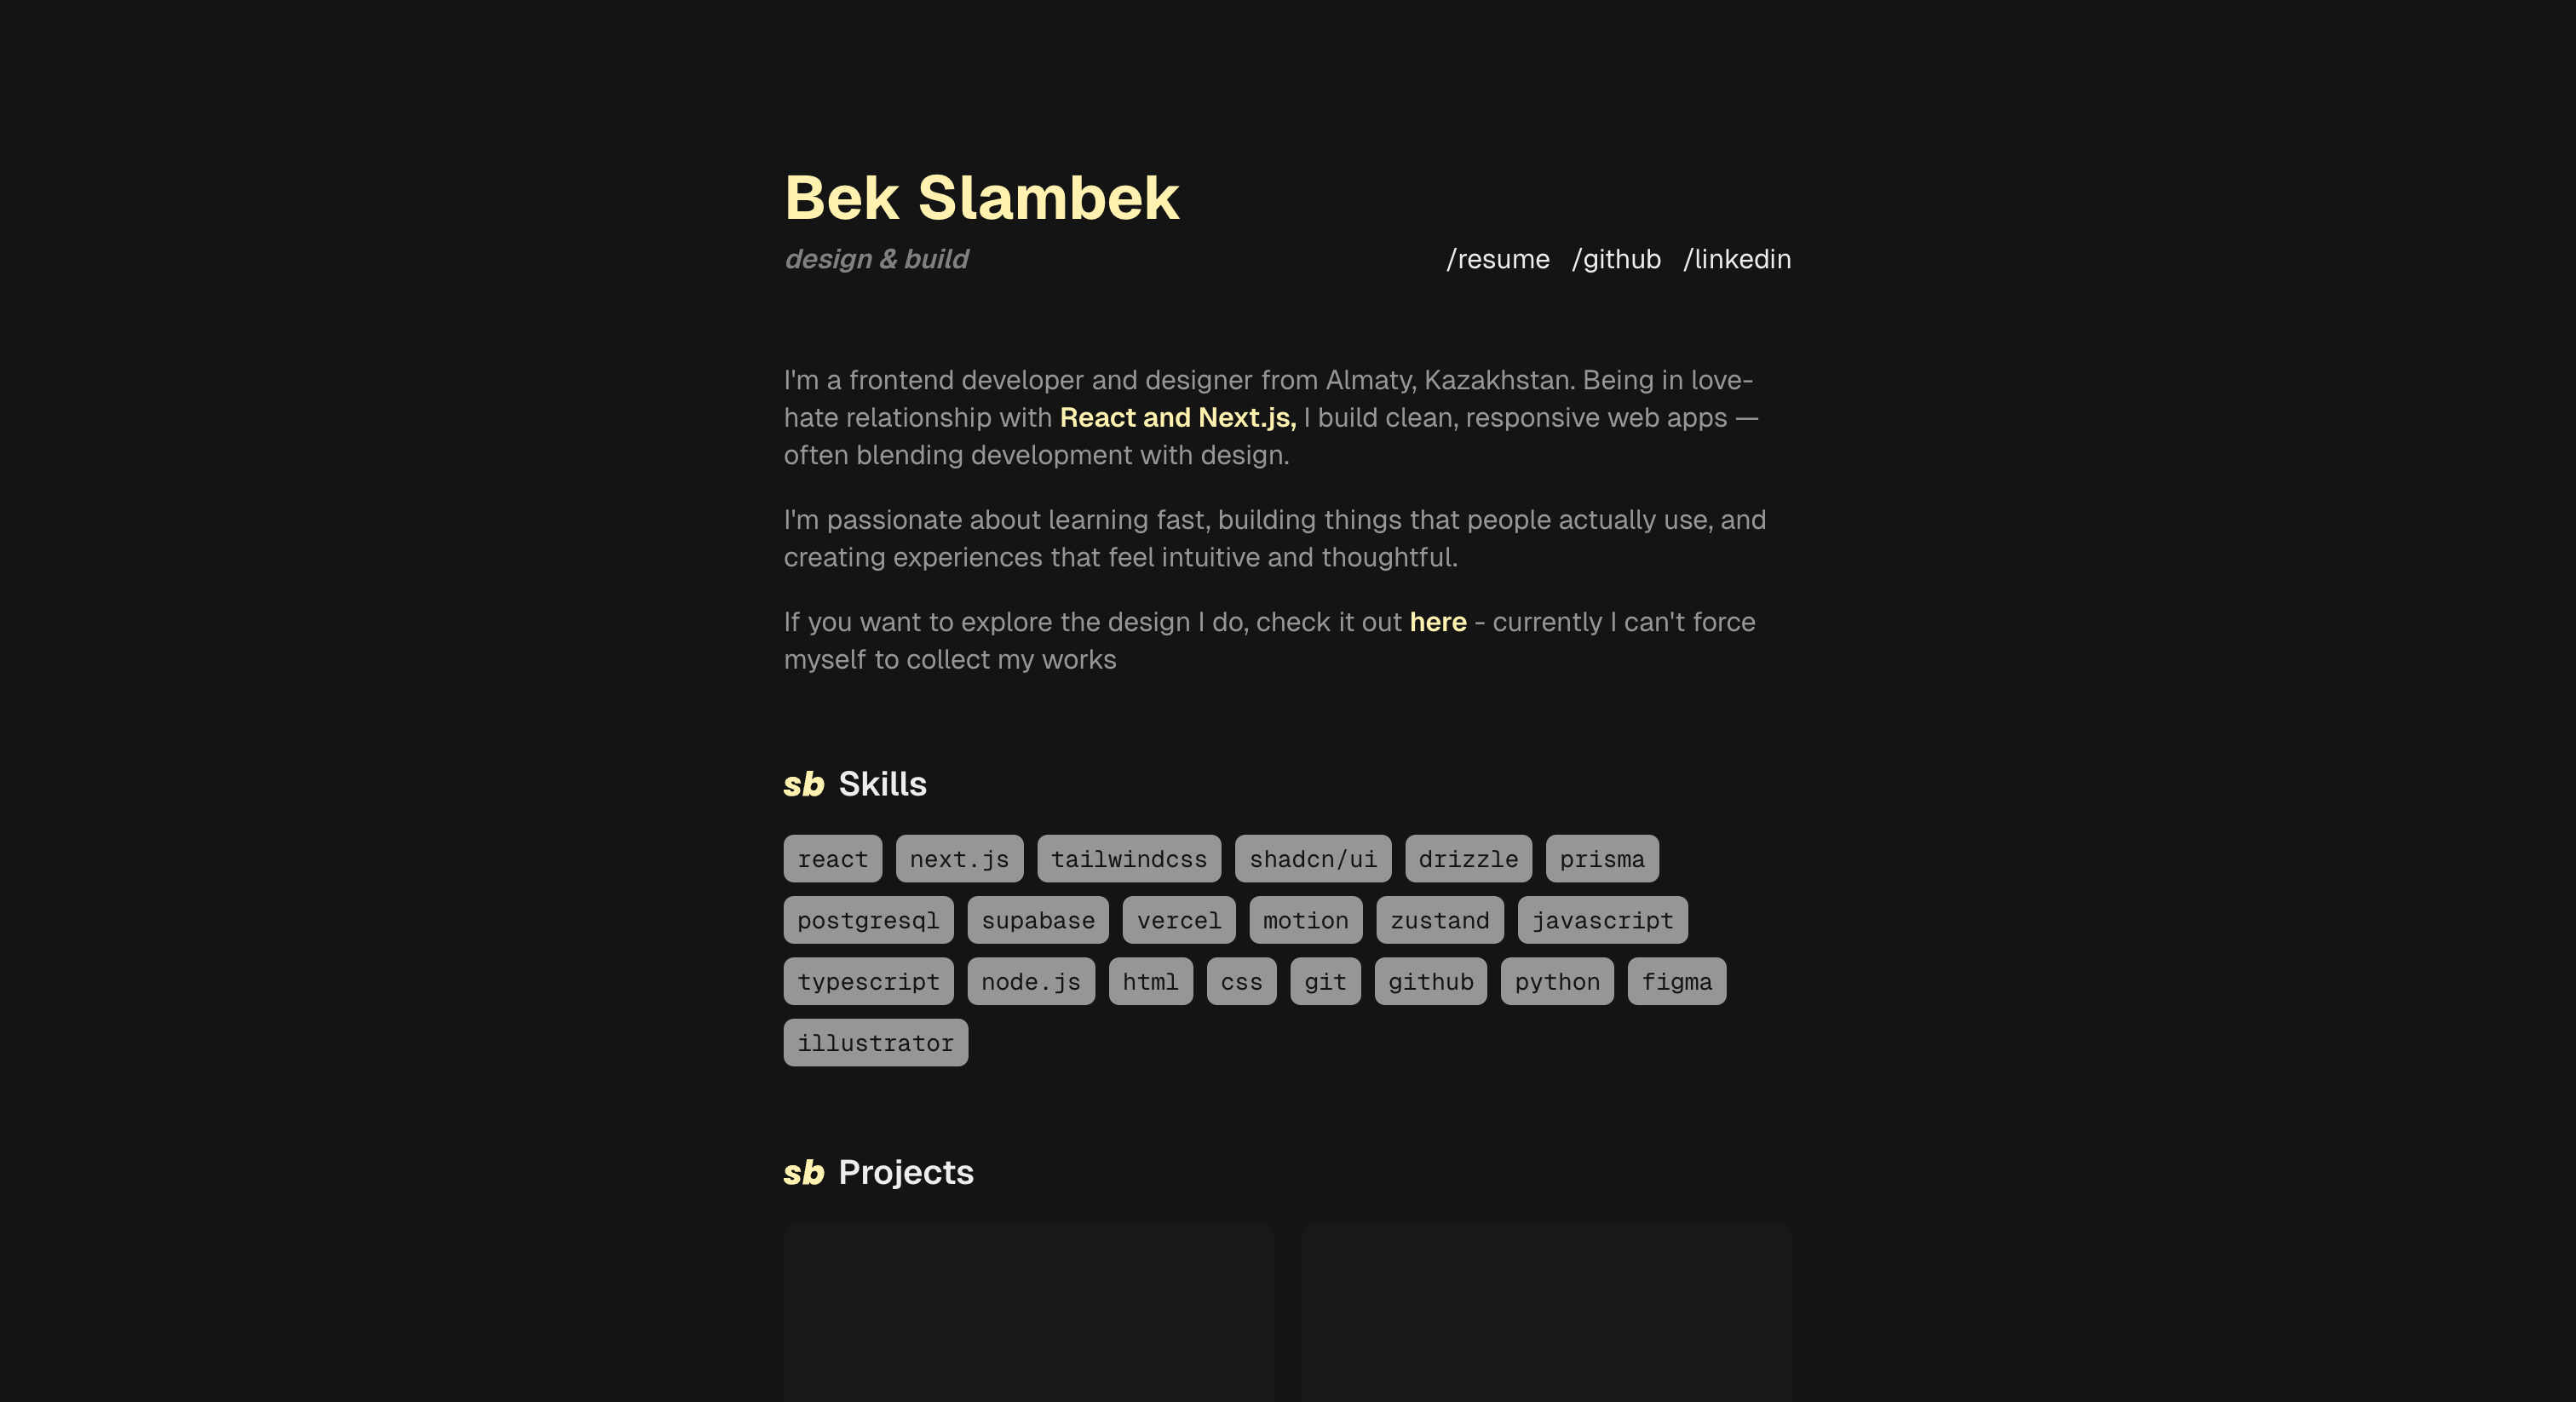 Bek Slambek
design & build
/resume /github /linkedin
I'm a frontend developer and designer from Almaty, Kazakhstan. Being in love-
hate relationship with React and Next.js, I build clean, responsive web apps —
often blending development with design.
I'm passionate about learning fast, building things that people actually use, and
creating experiences that feel intuitive and thoughtful.
If you want to explore the design I do, check it out here - currently I can't force
myself to collect my works
sb Skills
react next.js tailwindcss shadcn/ui drizzle prisma
postgresql supabase vercel motion zustand javascript
typescript node.js html css git github python figma
illustrator
sb Projects